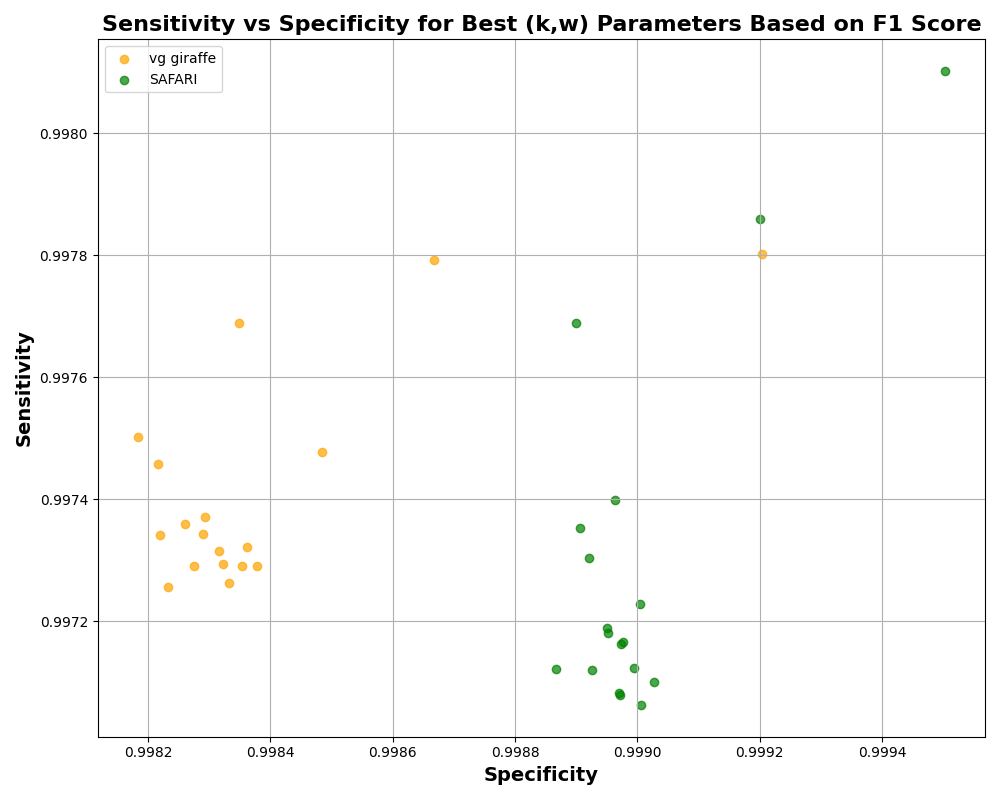 Sensitivity vs Specificity for Best (k,w) Parameters Based on F1 Score
vg giraffe
SAFARI
0.9980
0.9978
0.9976
0.9974
0.9972
Sensitivity
0.9982 0.9984 0.9986 0.9988 0.9990 0.9992 0.9994
Specificity